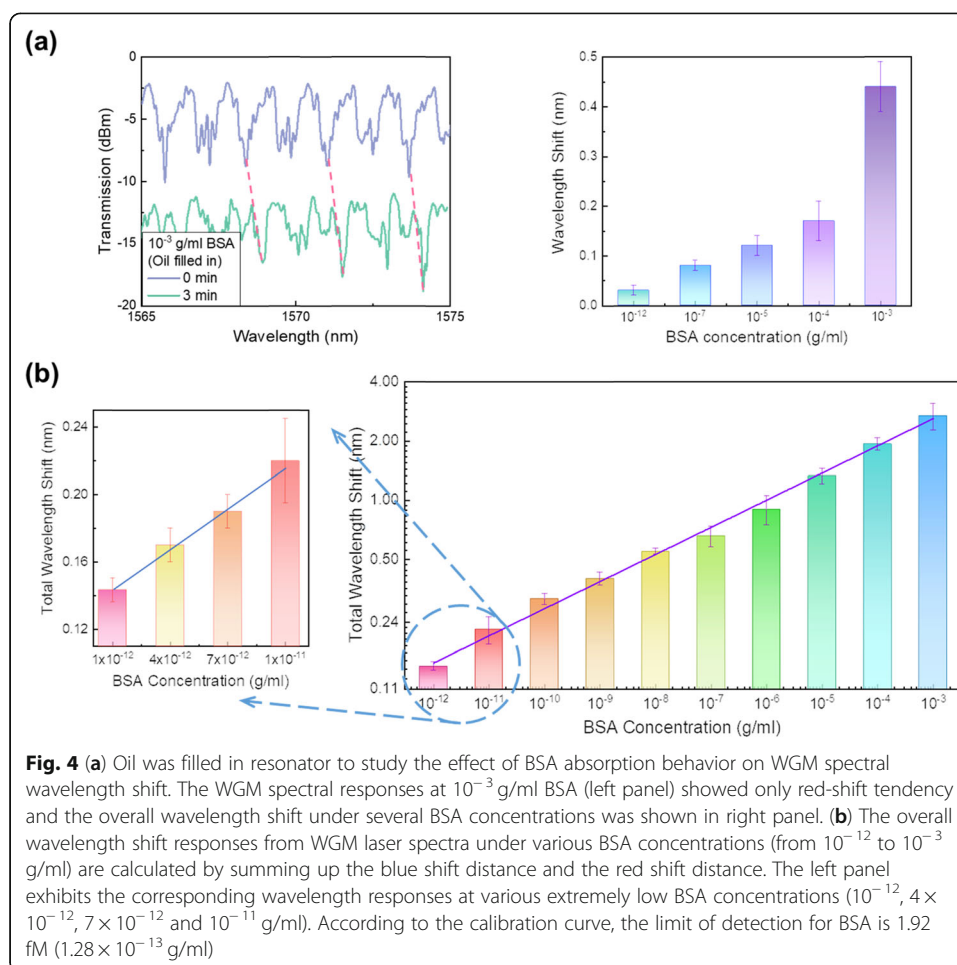 (a)
0
-5
-10
-15
-20
Transmission (dBm)
10⁻³ g/ml BSA
(Oil filled in)
0 min
3 min
1565
1570
1575
Wavelength (nm)
0.5
0.4
0.3
0.2
0.1
0.0
Wavelength Shift (nm)
10⁻¹²
10⁻⁷
10⁻⁵
10⁻⁴
10⁻³
BSA concentration (g/ml)
(b)
0.24
0.20
0.16
0.12
Total Wavelength Shift (nm)
1x10⁻¹²
4x10⁻¹²
7x10⁻¹²
1x10⁻¹¹
BSA Concentration (g/ml)
4.00
2.00
1.00
0.50
0.24
0.11
Total Wavelength Shift (nm)
10⁻¹²
10⁻¹¹
10⁻¹⁰
10⁻⁹
10⁻⁸
10⁻⁷
10⁻⁶
10⁻⁵
10⁻⁴
10⁻³
BSA Concentration (g/ml)
Fig. 4 (a) Oil was filled in resonator to study the effect of BSA absorption behavior on WGM spectral
wavelength shift. The WGM spectral responses at 10⁻³ g/ml BSA (left panel) showed only red-shift tendency
and the overall wavelength shift under several BSA concentrations was shown in right panel. (b) The overall
wavelength shift responses from WGM laser spectra under various BSA concentrations (from 10⁻¹² to 10⁻³
g/ml) are calculated by summing up the blue shift distance and the red shift distance. The left panel
exhibits the corresponding wavelength responses at various extremely low BSA concentrations (10⁻¹², 4×
10⁻¹², 7× 10⁻¹² and 10⁻¹¹ g/ml). According to the calibration curve, the limit of detection for BSA is 1.92
fM (1.28× 10⁻¹³ g/ml)